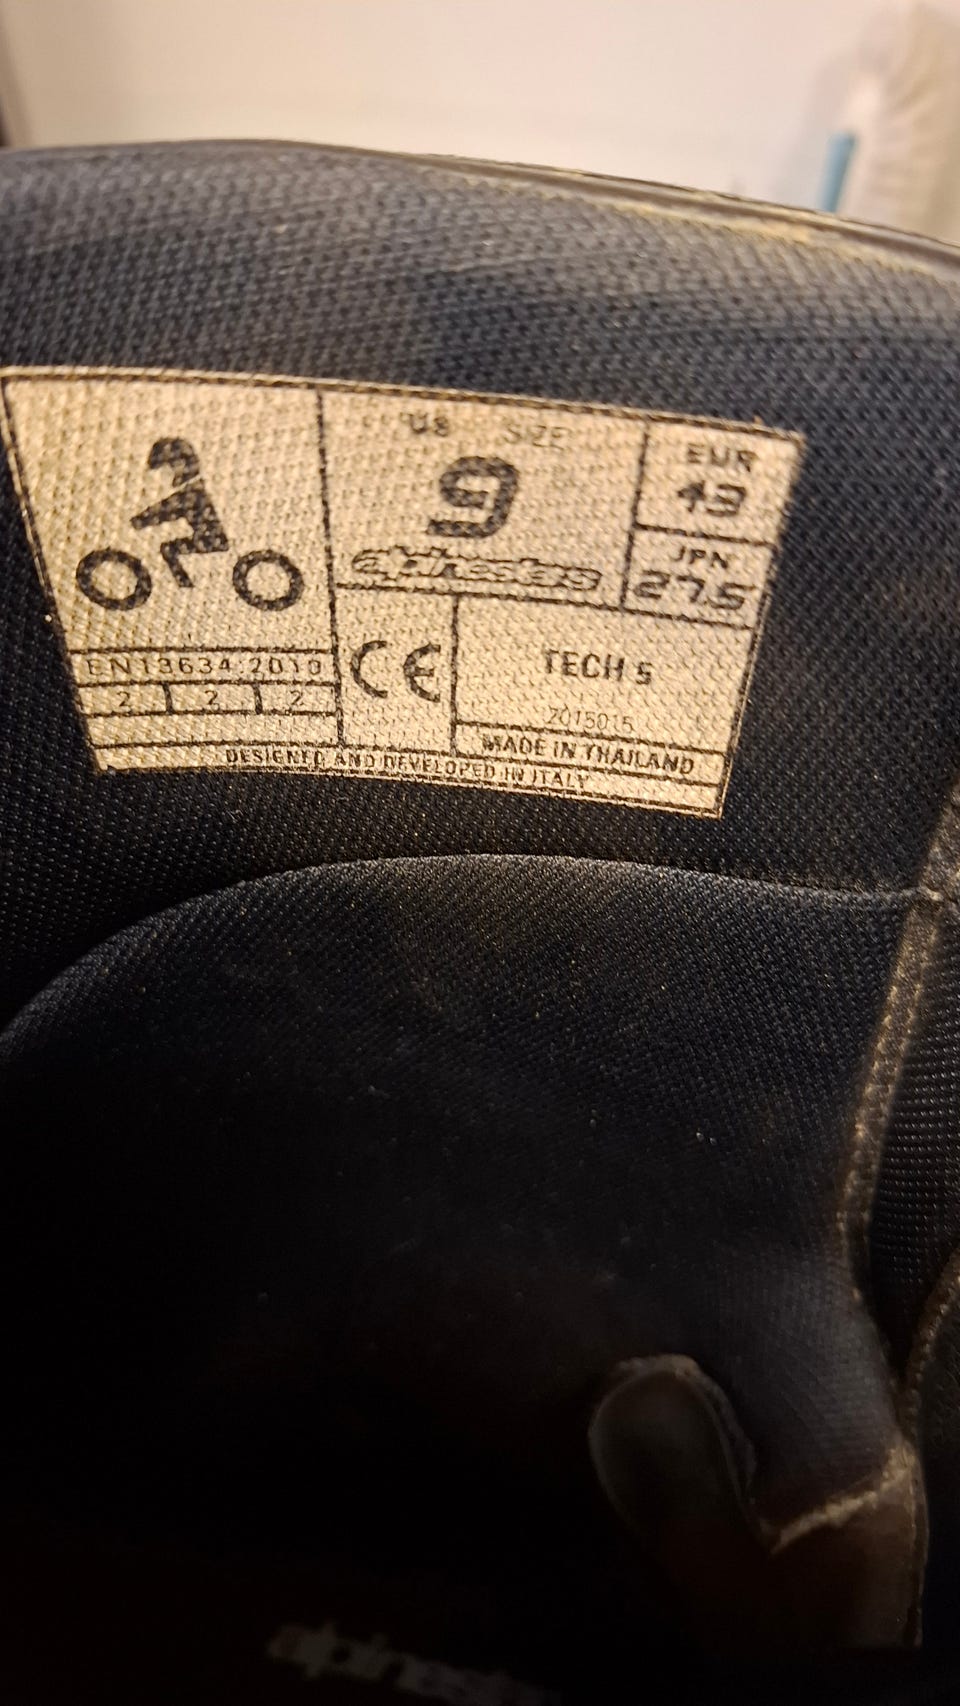 US SIZE
9
alpinestars
EUR
43
JPN
27.5
EN13634:2010
2 2 2
CE
TECH 5
2015015
MADE IN THAILAND
DESIGNED AND DEVELOPED IN ITALY
alpinestars